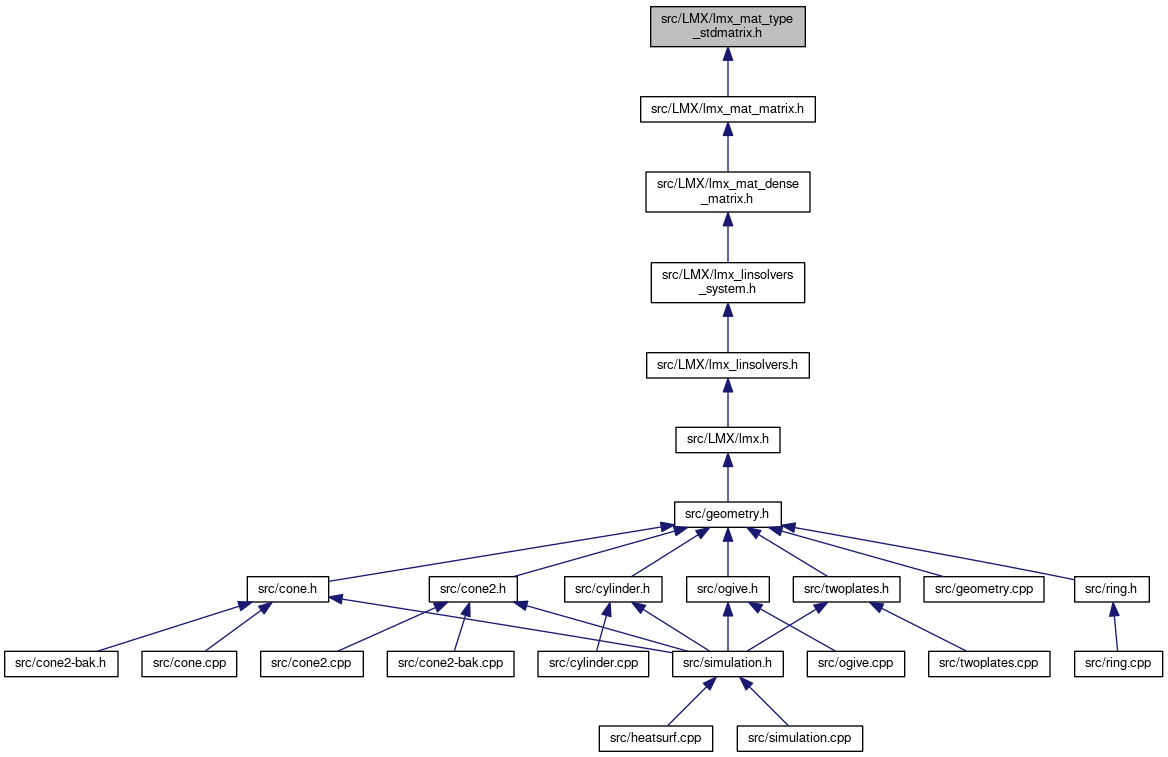 src/LMX/lmx_mat_type
_stdmatrix.h
src/LMX/lmx_mat_matrix.h
src/LMX/lmx_mat_dense
_matrix.h
src/LMX/lmx_linsolvers
_system.h
src/LMX/lmx_linsolvers.h
src/LMX/lmx.h
src/geometry.h
src/cone.h
src/cone2.h
src/cylinder.h
src/ogive.h
src/twoplates.h
src/geometry.cpp
src/ring.h
src/cone2-bak.h
src/cone.cpp
src/cone2.cpp
src/cone2-bak.cpp
src/cylinder.cpp
src/simulation.h
src/ogive.cpp
src/twoplates.cpp
src/ring.cpp
src/heatsurf.cpp
src/simulation.cpp